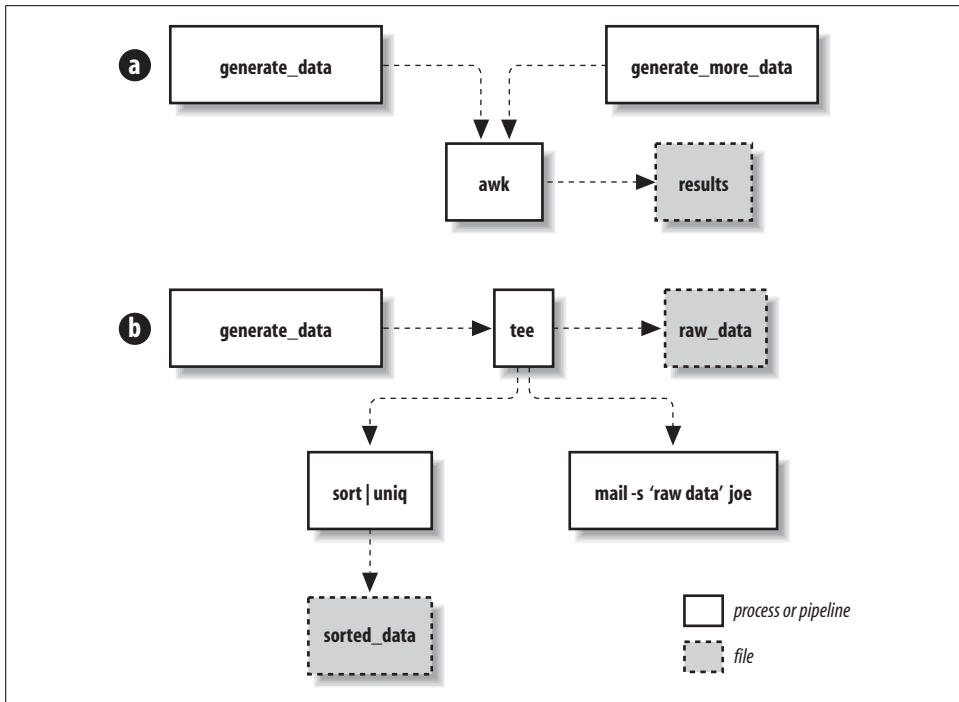 a
generate_data
generate_more_data
awk
results
b
generate_data
tee
raw_data
sort | uniq
mail -s ‘raw data’ joe
sorted_data
process or pipeline
file